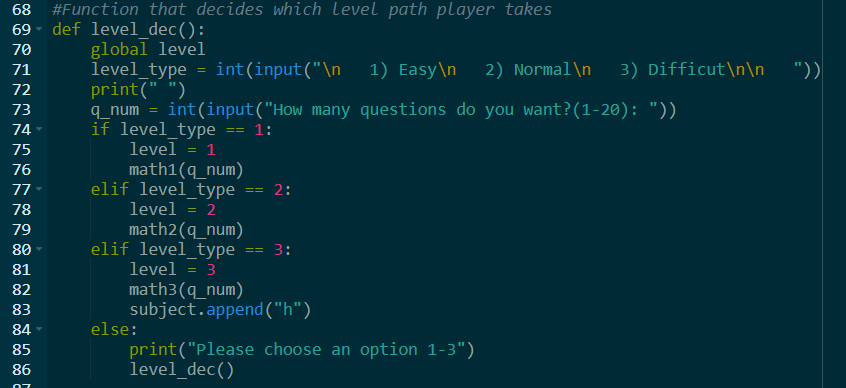 68 #Function that decides which level path player takes
69 def level_dec():
70     global level
71     level_type = int(input("\n   1) Easy\n   2) Normal\n   3) Difficut\n\n   "))
72     print(" ")
73     q_num = int(input("How many questions do you want?(1-20): "))
74     if level_type == 1:
75         level = 1
76         math1(q_num)
77     elif level_type == 2:
78         level = 2
79         math2(q_num)
80     elif level_type == 3:
81         level = 3
82         math3(q_num)
83         subject.append("h")
84     else:
85         print("Please choose an option 1-3")
86         level_dec()